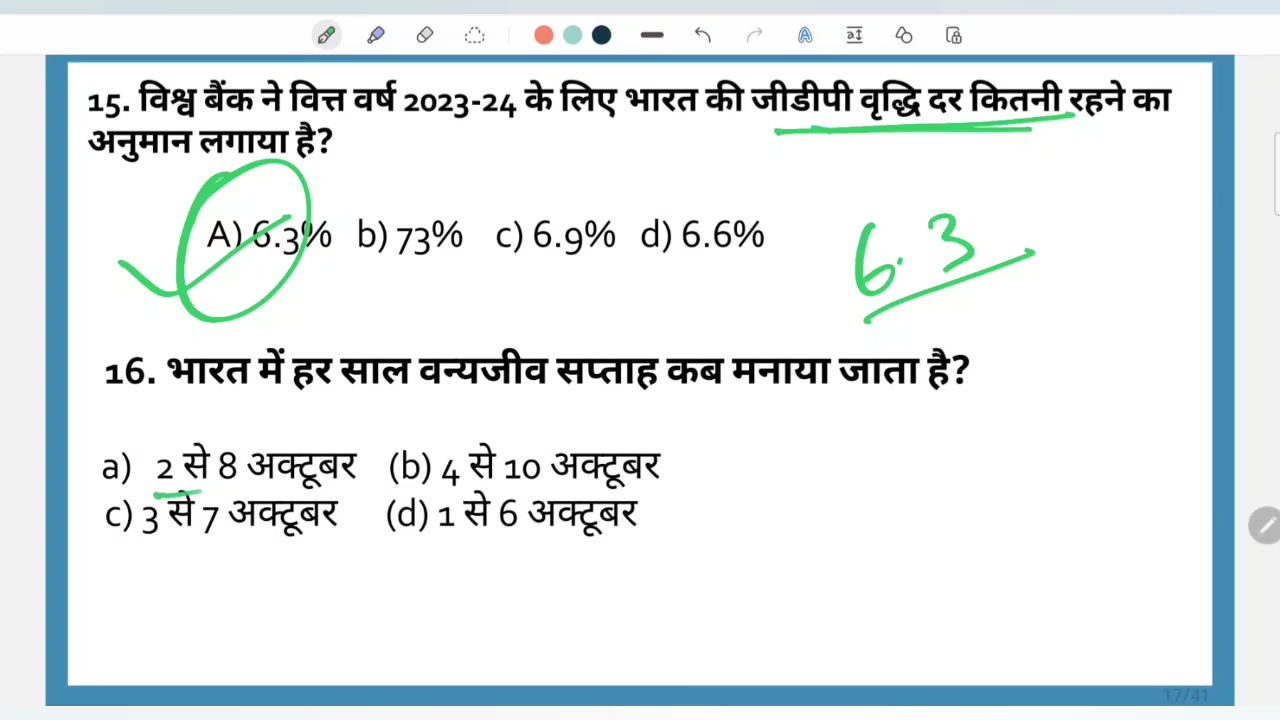 15. विश्व बैंक ने वित्त वर्ष 2023-24 के लिए भारत की जीडीपी वृद्धि दर कितनी रहने का
अनुमान लगाया है?
A) 6.3% b) 73% c) 6.9% d) 6.6%
6.3
16. भारत में हर साल वन्यजीव सप्ताह कब मनाया जाता है?
a) 2 से 8 अक्टूबर (b) 4 से 10 अक्टूबर
c) 3 से 7 अक्टूबर (d) 1 से 6 अक्टूबर
17/41